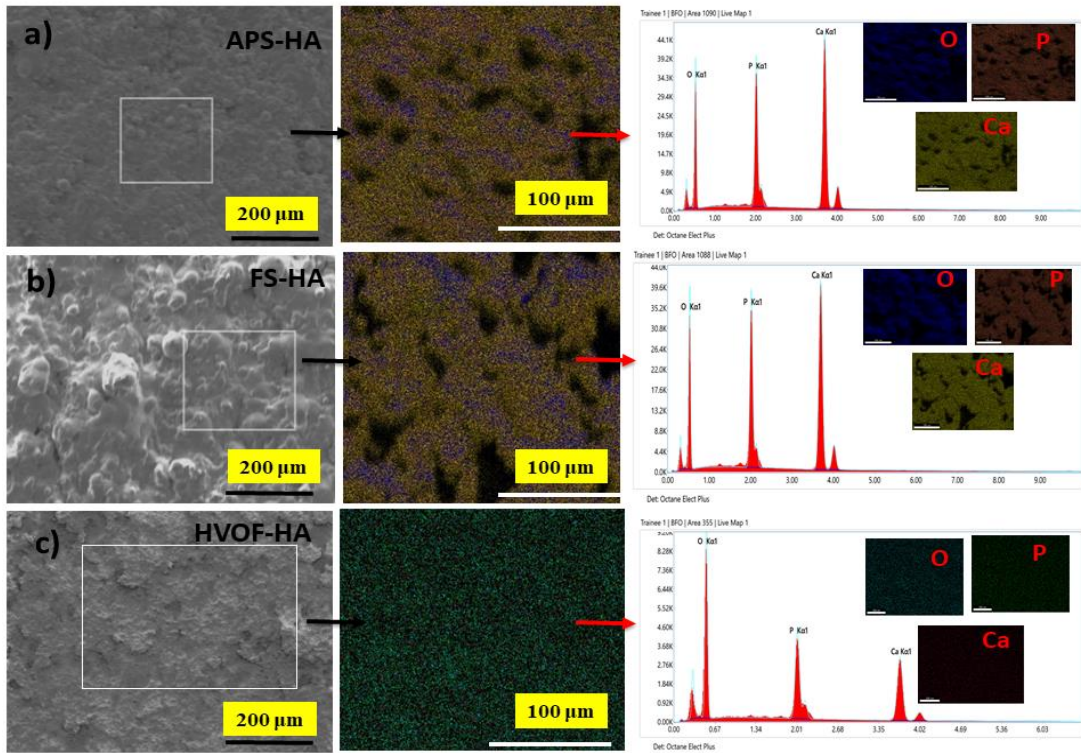 a)
APS-HA
200 µm
100 µm
Trainee 1 | BFO | Area 1090 | Live Map 1
44.1K
39.2K
34.3K
29.4K
24.5K
19.6K
14.7K
9.8K
4.9K
0.0K
O Kα1
P Kα1
Ca Kα1
0.00 1.00 2.00 3.00 4.00 5.00 6.00 7.00 8.00 9.00
Det: Octane Elect Plus
O
P
Ca
b)
FS-HA
200 µm
100 µm
Trainee 1 | BFO | Area 1088 | Live Map 1
44.0K
39.6K
35.2K
30.8K
26.4K
22.0K
17.6K
13.2K
8.8K
4.4K
0.0K
O Kα1
P Kα1
Ca Kα1
0.00 1.00 2.00 3.00 4.00 5.00 6.00 7.00 8.00 9.00
Det: Octane Elect Plus
O
P
Ca
c)
HVOF-HA
200 µm
100 µm
Trainee 1 | BFO | Area 355 | Live Map 1
9.20K
8.28K
7.36K
6.44K
5.52K
4.60K
3.68K
2.76K
1.84K
0.92K
0.00K
O Kα1
P Kα1
Ca Kα1
0.00 0.67 1.34 2.01 2.68 3.35 4.02 4.69 5.36 6.03
Det: Octane Elect Plus
O
P
Ca